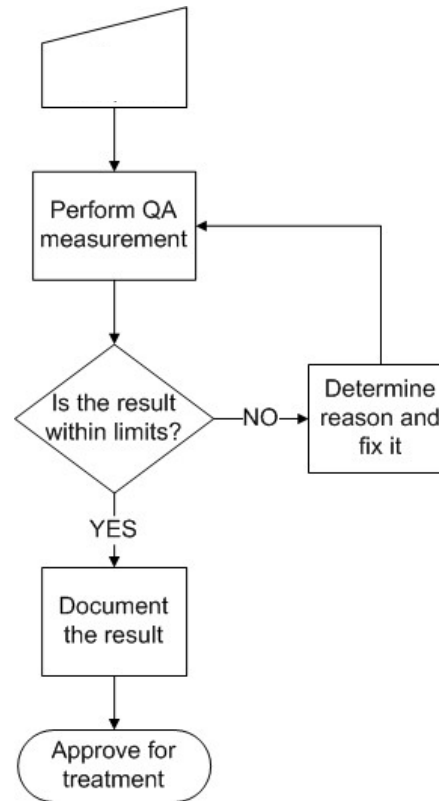 Perform QA
measurement
Is the result
within limits?
NO
Determine
reason and
fix it
YES
Document
the result
Approve for
treatment